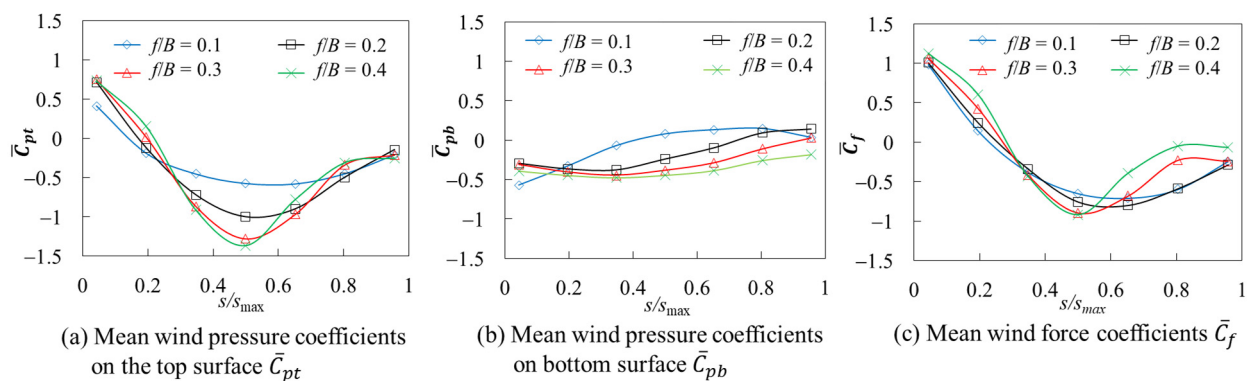 f/B = 0.1
f/B = 0.2
f/B = 0.3
f/B = 0.4
C̄pt
1.5
1
0.5
0
−0.5
−1
−1.5
0 0.2 0.4 0.6 0.8 1
s/smax
(a) Mean wind pressure coefficients
on the top surface C̄pt
f/B = 0.1
f/B = 0.2
f/B = 0.3
f/B = 0.4
C̄pb
1.5
1
0.5
0
−0.5
−1
−1.5
0 0.2 0.4 0.6 0.8 1
s/smax
(b) Mean wind pressure coefficients
on bottom surface C̄pb
f/B = 0.1
f/B = 0.2
f/B = 0.3
f/B = 0.4
C̄f
1.5
1
0.5
0
−0.5
−1
−1.5
0 0.2 0.4 0.6 0.8 1
s/smax
(c) Mean wind force coefficients C̄f